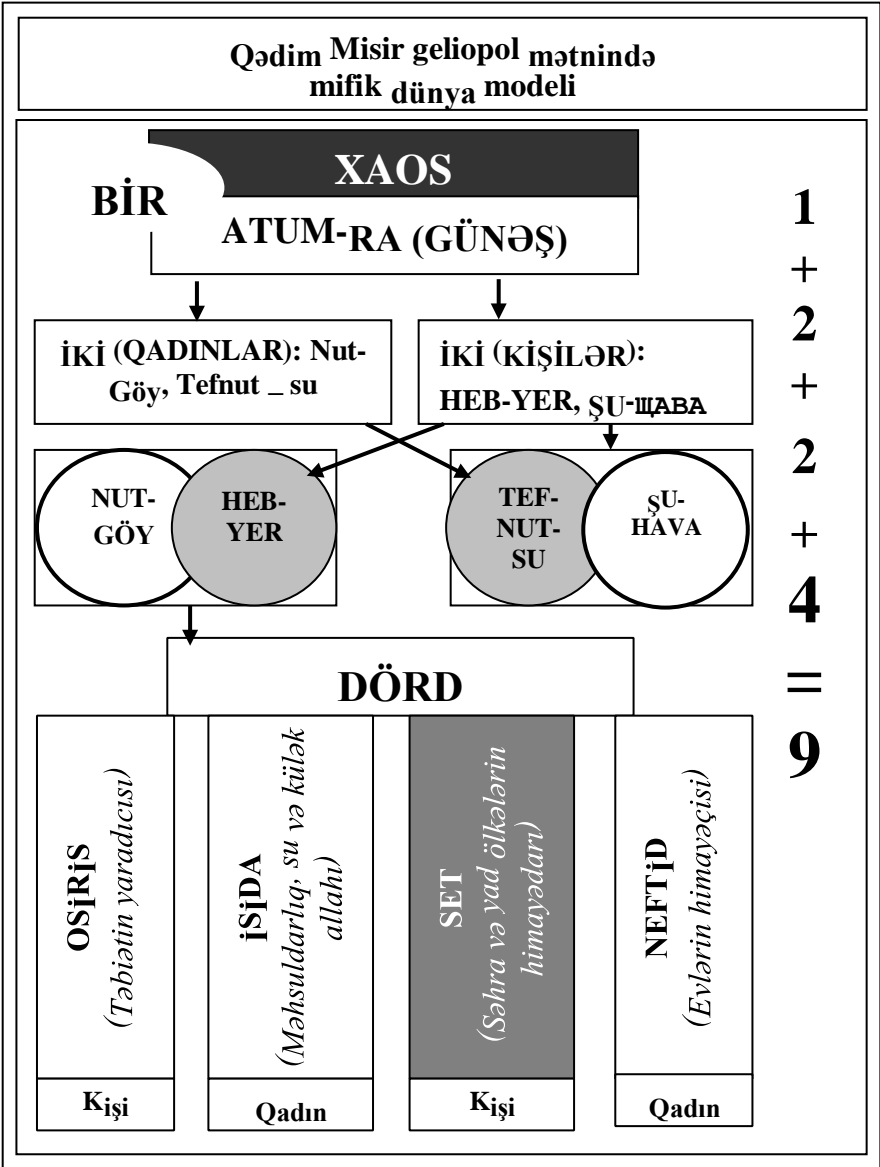 Qədim Misir geliopol mətnində
mifik dünya modeli
XAOS
BİR
ATUM-RA (GÜNƏŞ)
İKİ (QADINLAR): Nut-
Göy, Tefnut _ su
İKİ (KİŞİLƏR):
HEB-YER, ŞU-ЩАВА
NUT-
GÖY
HEB-
YER
TEF-
NUT-
SU
ŞU-
HAVA
DÖRD
OSİRİS
(Təbiətin yaradıcısı)
İSİDA
(Məhsuldarlıq, su və külək
allahı)
SET
(Səhra və yad ölkələrin
himayədarı)
NEFTİD
(Evlərin himayəçisi)
Kişi
Qadın
Kişi
Qadın
1
+
2
+
2
+
4
=
9